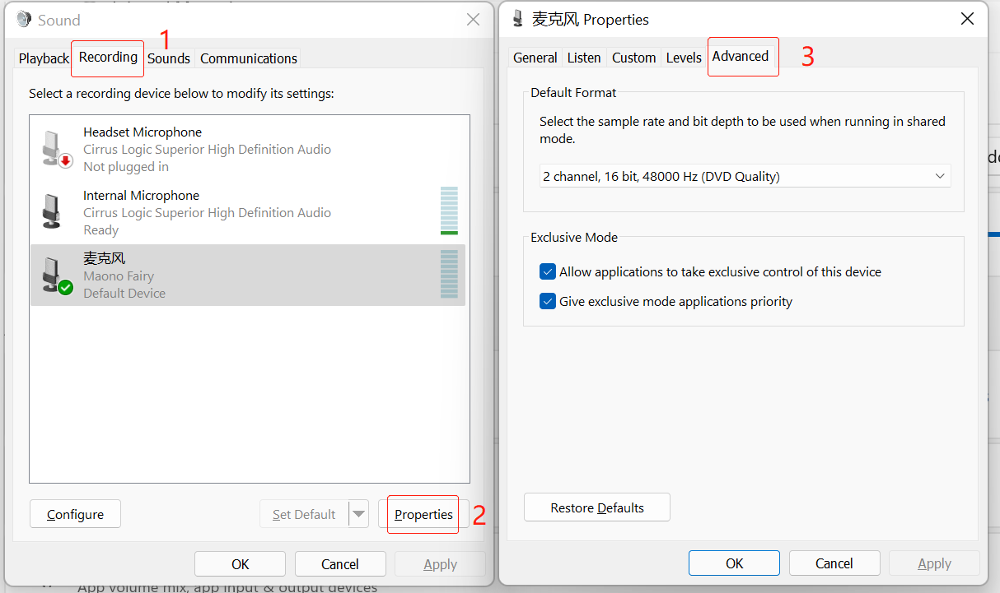 Sound
1
Playback Recording Sounds Communications
Select a recording device below to modify its settings:
Headset Microphone
Cirrus Logic Superior High Definition Audio
Not plugged in
Internal Microphone
Cirrus Logic Superior High Definition Audio
Ready
麦克风
Maono Fairy
Default Device
Configure Set Default Properties 2
OK Cancel Apply
App volume mix, app input & output devices
麦克风 Properties
General Listen Custom Levels Advanced 3
Default Format
Select the sample rate and bit depth to be used when running in shared
mode.
2 channel, 16 bit, 48000 Hz (DVD Quality)
Exclusive Mode
Allow applications to take exclusive control of this device
Give exclusive mode applications priority
Restore Defaults
OK Cancel Apply